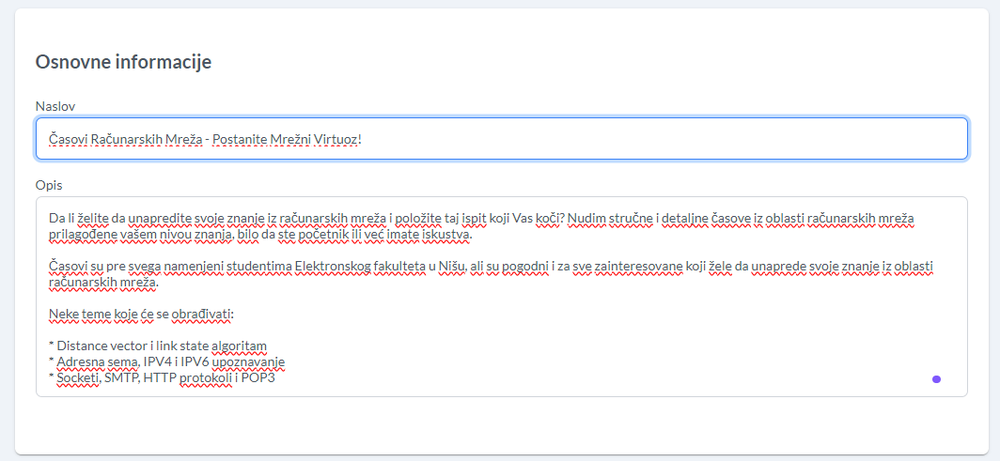 Osnovne informacije
Naslov
Časovi Računarskih Mreža - Postanite Mrežni Virtuoz!
Opis
Da li želite da unapredite svoje znanje iz računarskih mreža i položite taj ispit koji Vas koči? Nudim stručne i detaljne časove iz oblasti računarskih mreža
prilagođene vašem nivou znanja, bilo da ste početnik ili već imate iskustva.
Časovi su pre svega namenjeni studentima Elektronskog fakulteta u Nišu, ali su pogodni i za sve zainteresovane koji žele da unaprede svoje znanje iz oblasti
računarskih mreža.
Neke teme koje će se obrađivati:
* Distance vector i link state algoritam
* Adresna sema, IPV4 i IPV6 upoznavanje
* Socketi, SMTP, HTTP protokoli i POP3